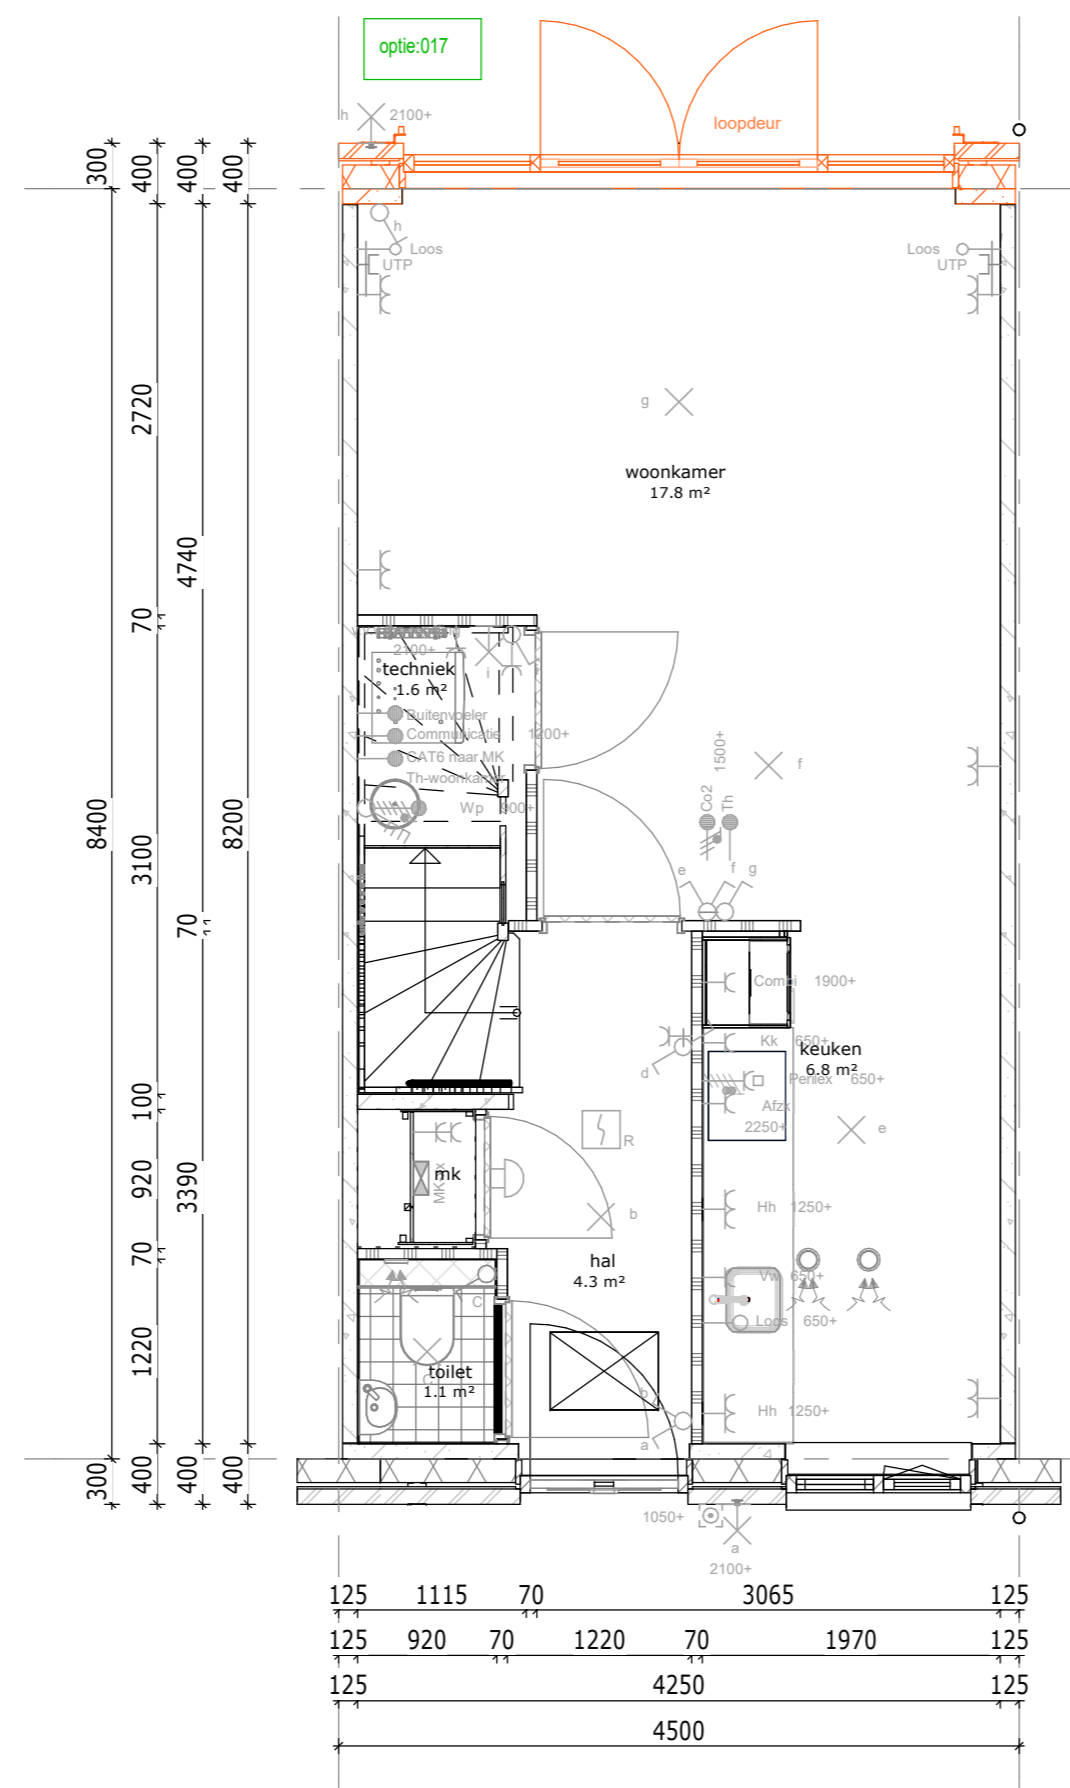 optie:017
loopdeur
h
2100+
300
400
400
400
h
Loos
UTP
Loos
UTP
2720
g
woonkamer
17.8 m²
4740
70
2100+
techniek
1.6 m²
i
Buitenvoeler
Communicatie
1200+
CAT6 naar MK
Th-woonkamer
Wp
900+
1500+
f
Co2
Th
8400
3100
8200
70
e
f
g
Combi
1900+
Kk
650+
keuken
6.8 m²
d
Perilex
650+
Afzk
2250+
e
100
R
920
3390
mk
b
Hh
1250+
70
hal
4.3 m²
Vw
650+
C
Loos
650+
1220
toilet
1.1 m²
b
a
Hh
1250+
300
400
400
400
1050+
a
2100+
125
1115
70
3065
125
125
920
70
1220
70
1970
125
125
4250
125
4500